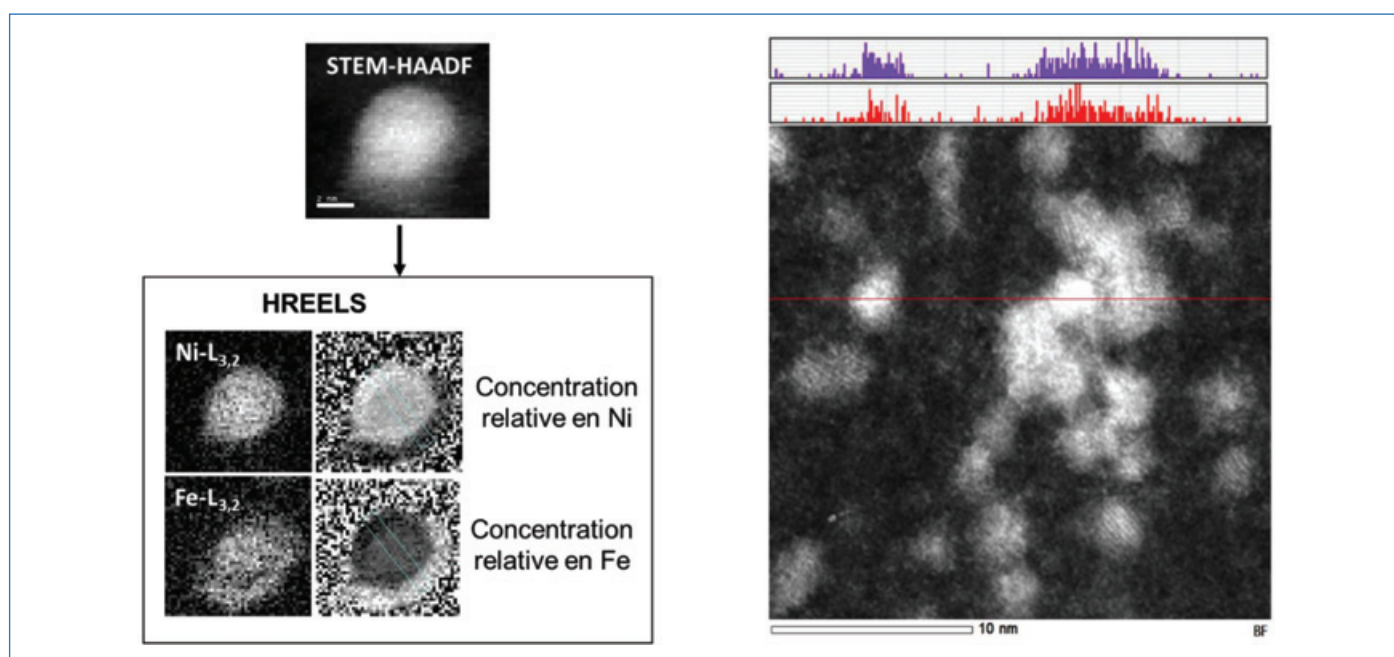 STEM-HAADF
2 nm
HREELS
Ni-L3,2
Concentration
relative en Ni
Fe-L3,2
Concentration
relative en Fe
10 nm
BF